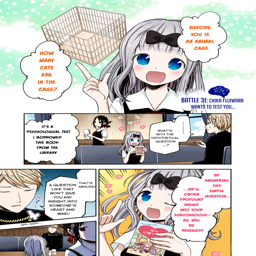 BEFORE
YOU IS
AN ANIMAL
CAGE
HOW
MANY
CATS
ARE
IN THE
CAGE?
BATTLE 31: CHIKA FUJIWARA
WANTS TO TEST YOU...
IT'S A
PSYCHOLOGICAL TEST
I BORROWED
THE BOOK
FROM THE
LIBRARY
WHAT'S
WITH THE
HYPOTHETICAL
QUESTION
A QUESTION
LIKE THAT
WON'T GIVE
YOU ANY
INSIGHT INTO
SOMEONE'S
HEART AND
MIND!
BY
ANSWERING
THIS
SIMPLE
QUESTION,
...WE'LL
OBTAIN
PROFOUND
INSIGHT
INTO YOUR
SUBCONSCIOUS—
ALL WILL
BE
REVEALED!